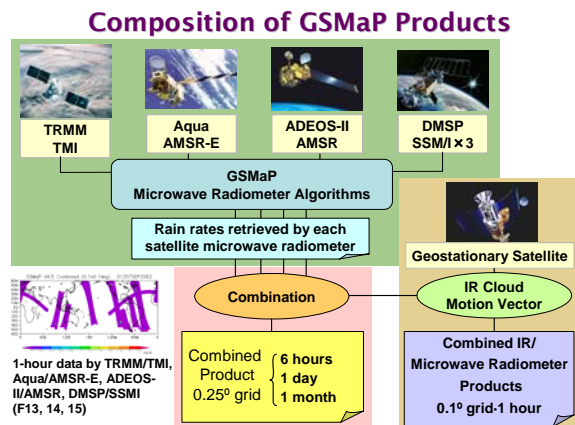 Composition of GSMaP Products
TRMM
TMI
Aqua
AMSR-E
ADEOS-II
AMSR
DMSP
SSM/I×3
GSMaP
Microwave Radiometer Algorithms
Rain rates retrieved by each
satellite microwave radiometer
Geostationary Satellite
Combination
IR Cloud
Motion Vector
1-hour data by TRMM/TMI,
Aqua/AMSR-E, ADEOS-
II/AMSR, DMSP/SSMI
(F13, 14, 15)
Combined
Product
0.25º grid
6 hours
1 day
1 month
Combined IR/
Microwave Radiometer
Products
0.1º grid·1 hour